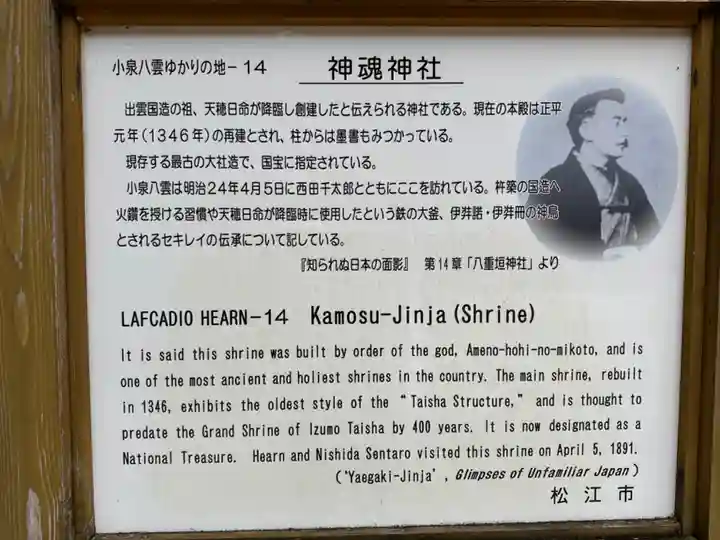 小泉八雲ゆかりの地－14 神魂神社
出雲国造の祖、天穂日命が降臨し創建したと伝えられる神社である。現在の本殿は正平
元年(1346年)の再建とされ、柱からは墨書もみつかっている。
現存する最古の大社造で、国宝に指定されている。
小泉八雲は明治24年4月5日に西田千太郎とともにここを訪れている。杵築の国造へ
火鑽を授ける習慣や天穂日命が降臨時に使用したという鉄の大釜、伊弉諾・伊弉冊の神鳥
とされるセキレイの伝承について記している。
『知られぬ日本の面影』 第14章「八重垣神社」より
LAFCADIO HEARN－14 Kamosu-Jinja(Shrine)
It is said this shrine was built by order of the god, Ameno-hohi-no-mikoto, and is
one of the most ancient and holiest shrines in the country. The main shrine, rebuilt
in 1346, exhibits the oldest style of the “Taisha Structure,” and is thought to
predate the Grand Shrine of Izumo Taisha by 400 years. It is now designated as a
National Treasure. Hearn and Nishida Sentaro visited this shrine on April 5, 1891.
(‘Yaegaki-Jinja’, Glimpses of Unfamiliar Japan)
松江市